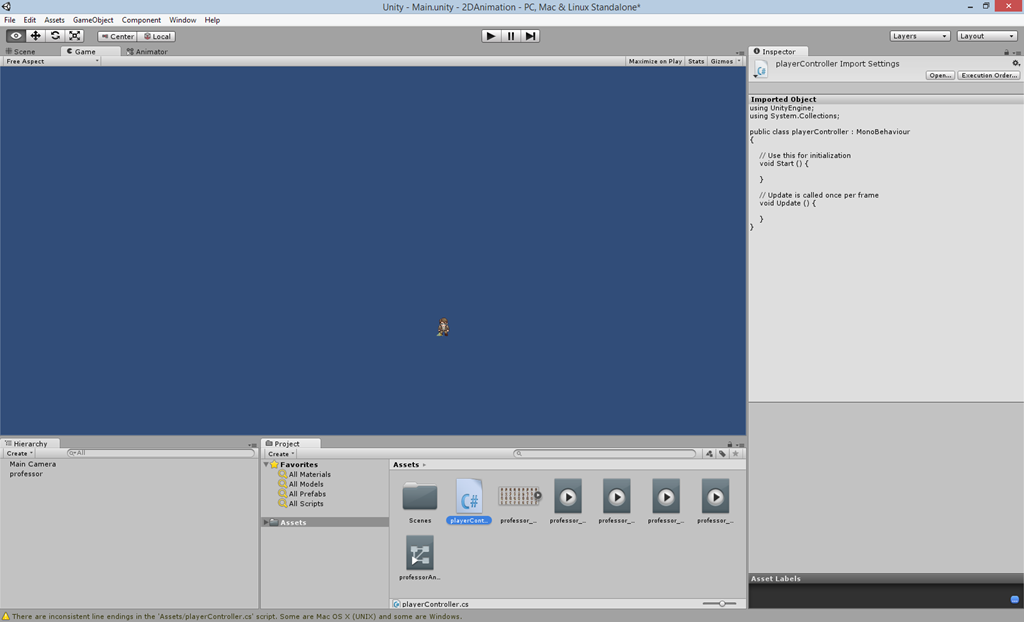 Unity - Main.unity - 2DAnimation - PC, Mac & Linux Standalone*
File Edit Assets GameObject Component Window Help
Center Local Layers Layout
Scene Game Animator
Free Aspect Maximize on Play Stats Gizmos
Inspector
playerController Import Settings
Open... Execution Order...
Imported Object
using UnityEngine;
using System.Collections;
public class playerController : MonoBehaviour
{
// Use this for initialization
void Start () {
}
// Update is called once per frame
void Update () {
}
}
Hierarchy
Create All
Main Camera
professor
Project
Create
Favorites
All Materials
All Models
All Prefabs
All Scripts
Assets
Assets
Scenes playerCont... professor_... professor_... professor_... professor_... professor_...
professorAn...
playerController.cs
Asset Labels
There are inconsistent line endings in the 'Assets/playerController.cs' script. Some are Mac OS X (UNIX) and some are Windows.